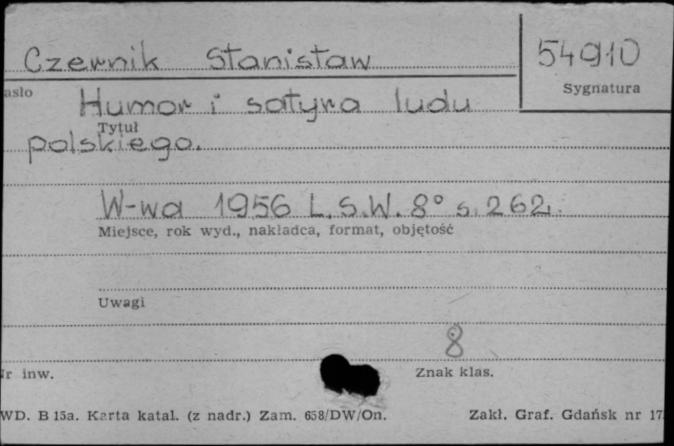 Czernik Stanisław 54910
asło Sygnatura
Humor i satyra ludu
Tytuł
polskiego.
W-wa 1956 L.S.W. 8° s. 262.
Miejsce, rok wyd., nakładca, format, objętość
Uwagi
8
r inw. Znak klas.
WD. B 15a. Karta katal. (z nadr.) Zam. 658/DW/On. Zakł. Graf. Gdańsk nr 17